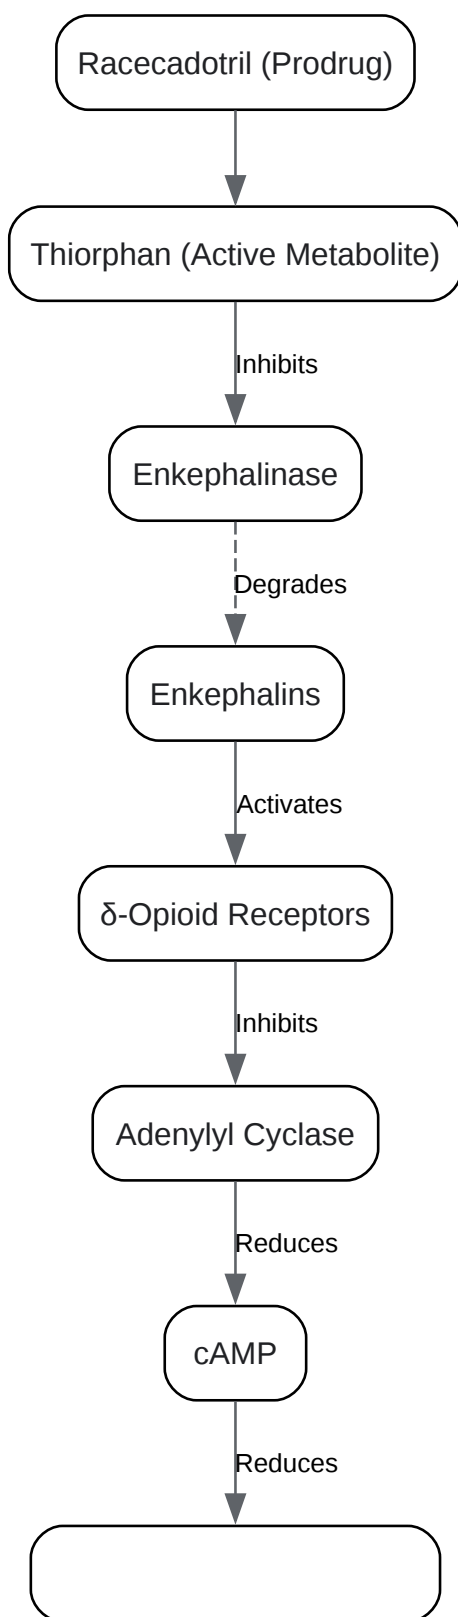 Racecadotril (Prodrug)
Thiorphan (Active Metabolite)
Inhibits
Enkephalinase
Degrades
Enkephalins
Activates
δ-Opioid Receptors
Inhibits
Adenylyl Cyclase
Reduces
cAMP
Reduces